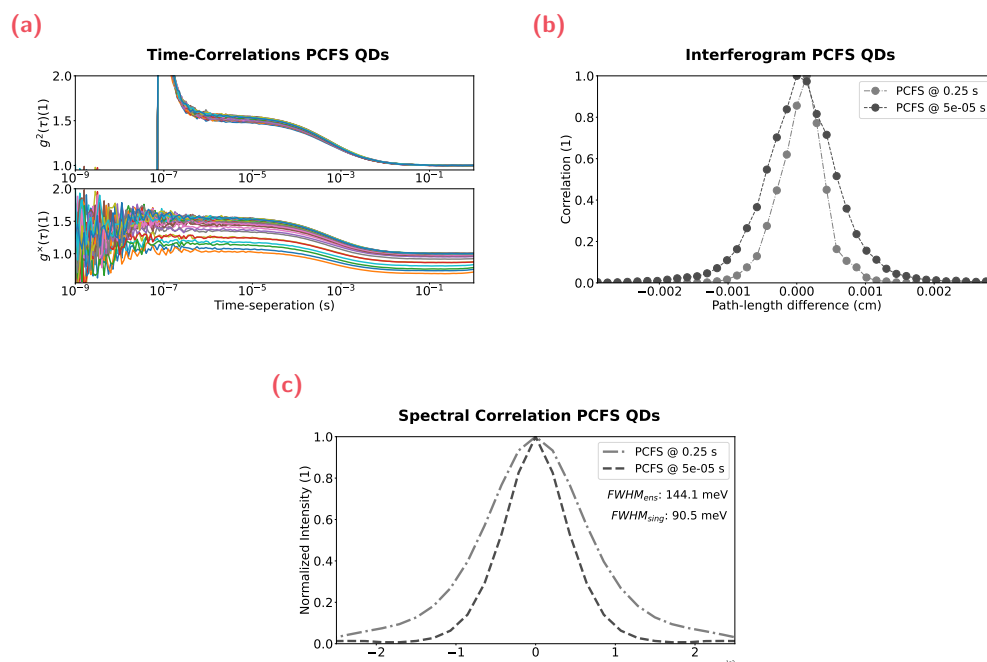 (a)
Time-Correlations PCFS QDs
g²(τ)(1)
2.0
1.5
1.0
10⁻⁹ 10⁻⁷ 10⁻⁵ 10⁻³ 10⁻¹
g×(τ)(1)
2.0
1.5
1.0
10⁻⁹ 10⁻⁷ 10⁻⁵ 10⁻³ 10⁻¹
Time-seperation (s)
(b)
Interferogram PCFS QDs
Correlation (1)
1.0
0.8
0.6
0.4
0.2
0.0
PCFS @ 0.25 s
PCFS @ 5e-05 s
−0.002 −0.001 0.000 0.001 0.002
Path-length difference (cm)
(c)
Spectral Correlation PCFS QDs
Normalized Intensity (1)
1.0
0.8
0.6
0.4
0.2
0.0
PCFS @ 0.25 s
PCFS @ 5e-05 s
FWHMens: 144.1 meV
FWHMsing: 90.5 meV
−2 −1 0 1 2